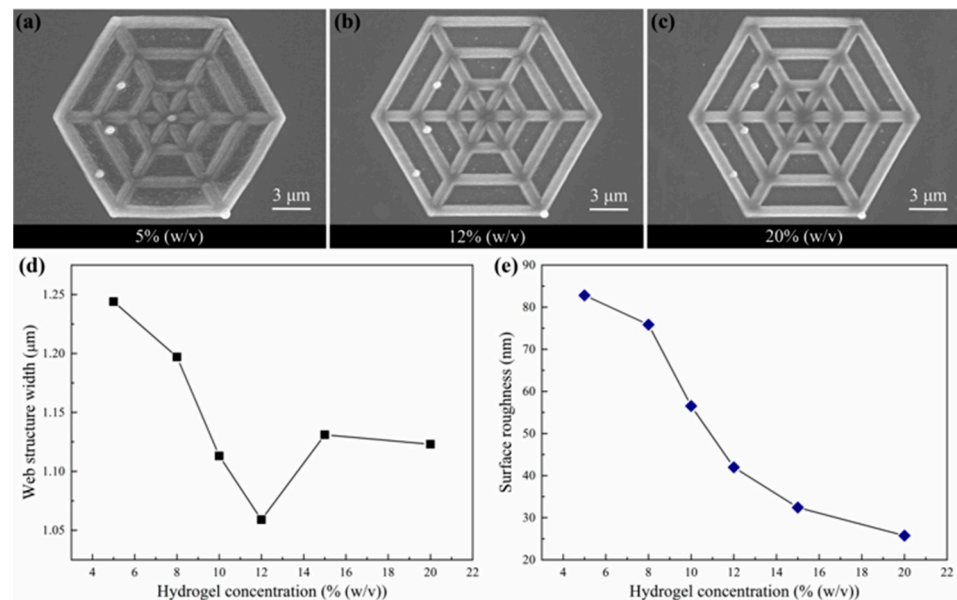 (a)
3 μm
5% (w/v)
(b)
3 μm
12% (w/v)
(c)
3 μm
20% (w/v)
(d)
Web structure width (μm)
1.25
1.20
1.15
1.10
1.05
4 6 8 10 12 14 16 18 20 22
Hydrogel concentration (% (w/v))
(e)
Surface roughness (nm)
90
80
70
60
50
40
30
20
4 6 8 10 12 14 16 18 20 22
Hydrogel concentration (% (w/v))